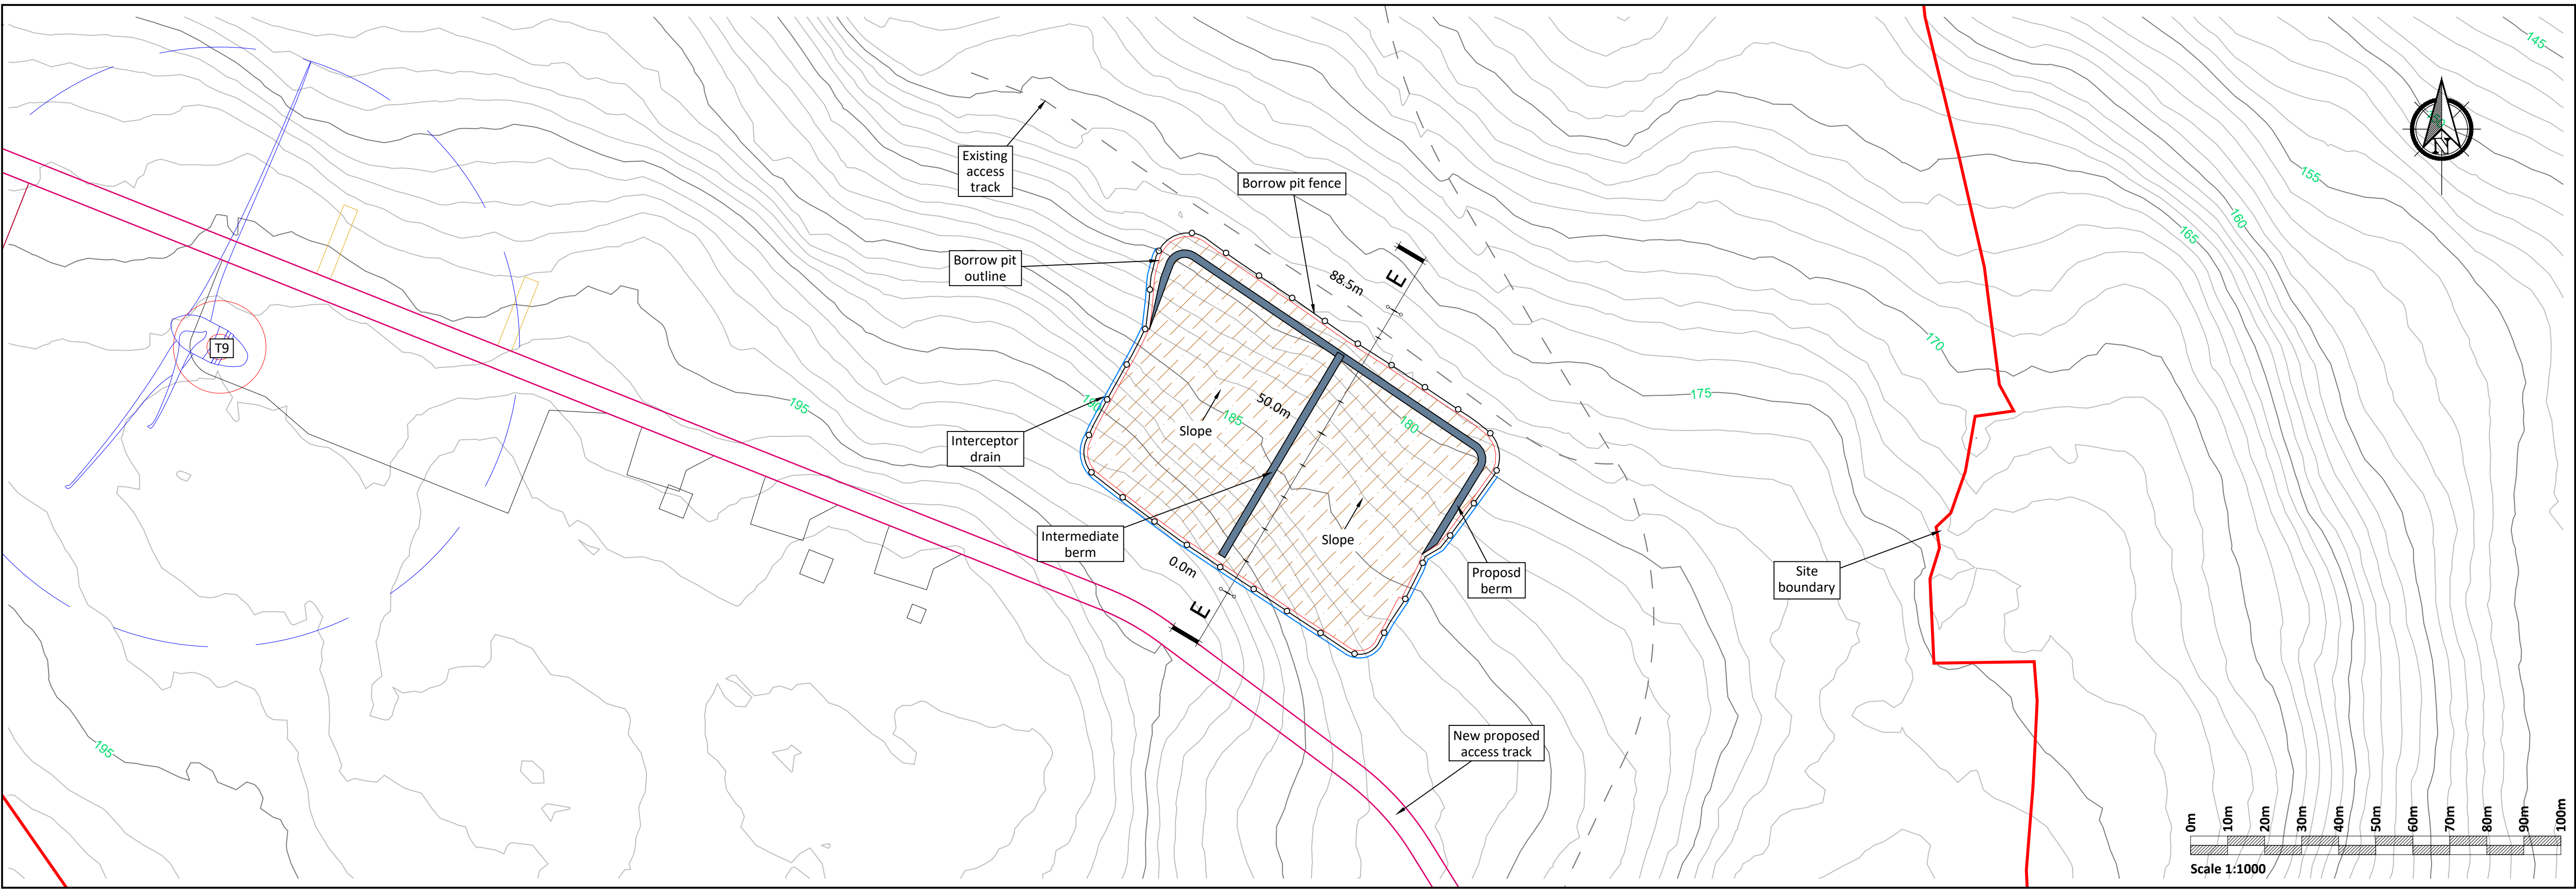 145
150
N
155
160
165
170
175
Existing
access
track
Borrow pit fence
Borrow pit
outline
88.5m
E
T9
195
190
185
180
50.0m
Slope
Slope
Interceptor
drain
Intermediate
berm
0.0m
E
Proposd
berm
Site
boundary
New proposed
access track
195
0m
10m
20m
30m
40m
50m
60m
70m
80m
90m
100m
Scale 1:1000